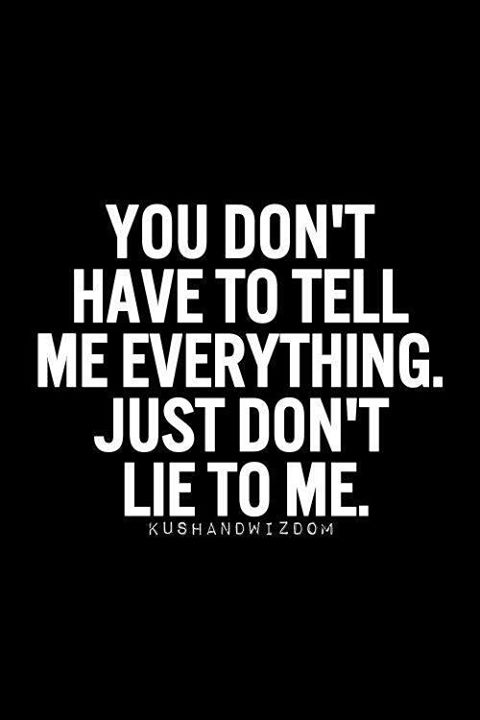 YOU DON'T
HAVE TO TELL
ME EVERYTHING.
JUST DON'T
LIE TO ME.
KUSHANDWIZDOM